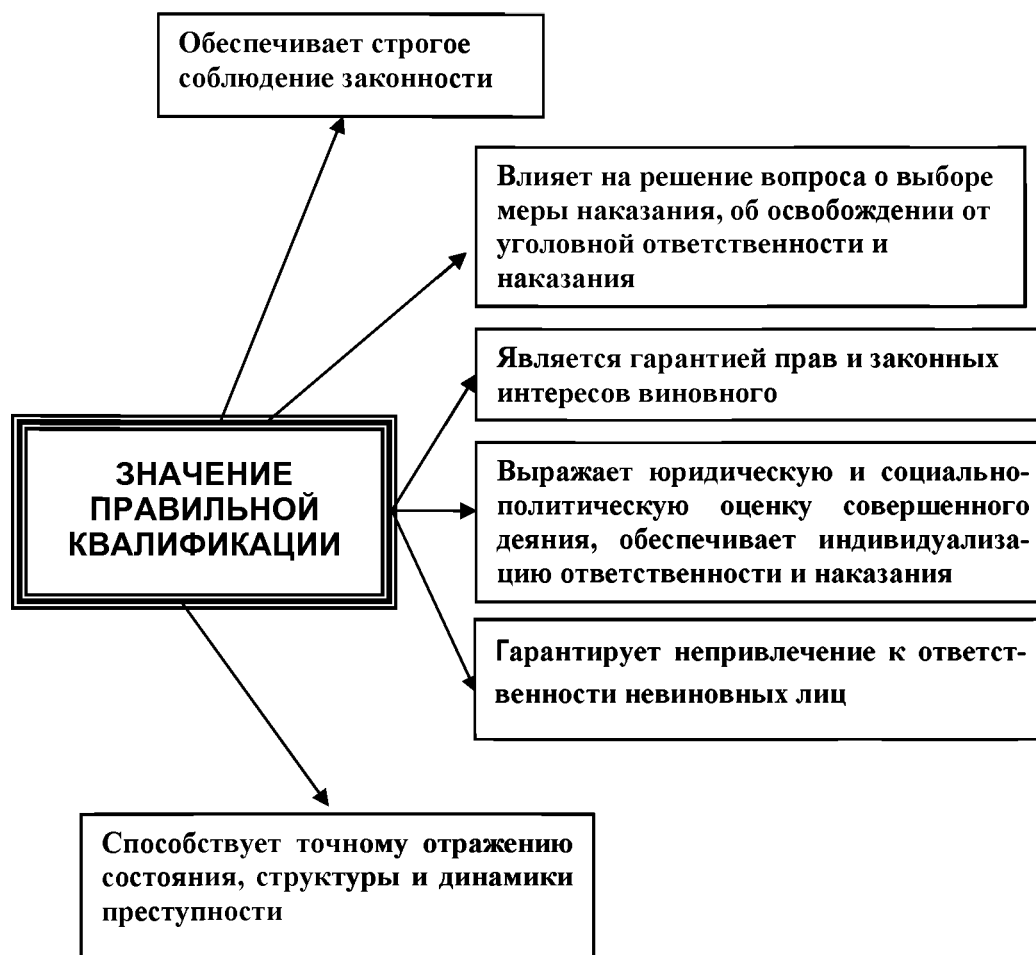 Обеспечивает строгое
соблюдение законности
Влияет на решение вопроса о выборе
меры наказания, об освобождении от
уголовной ответственности и
наказания
Является гарантией прав и законных
интересов виновного
ЗНАЧЕНИЕ
ПРАВИЛЬНОЙ
КВАЛИФИКАЦИИ
Выражает юридическую и социально-
политическую оценку совершенного
деяния, обеспечивает индивидуализа-
цию ответственности и наказания
Гарантирует непривлечение к ответст-
венности невиновных лиц
Способствует точному отражению
состояния, структуры и динамики
преступности